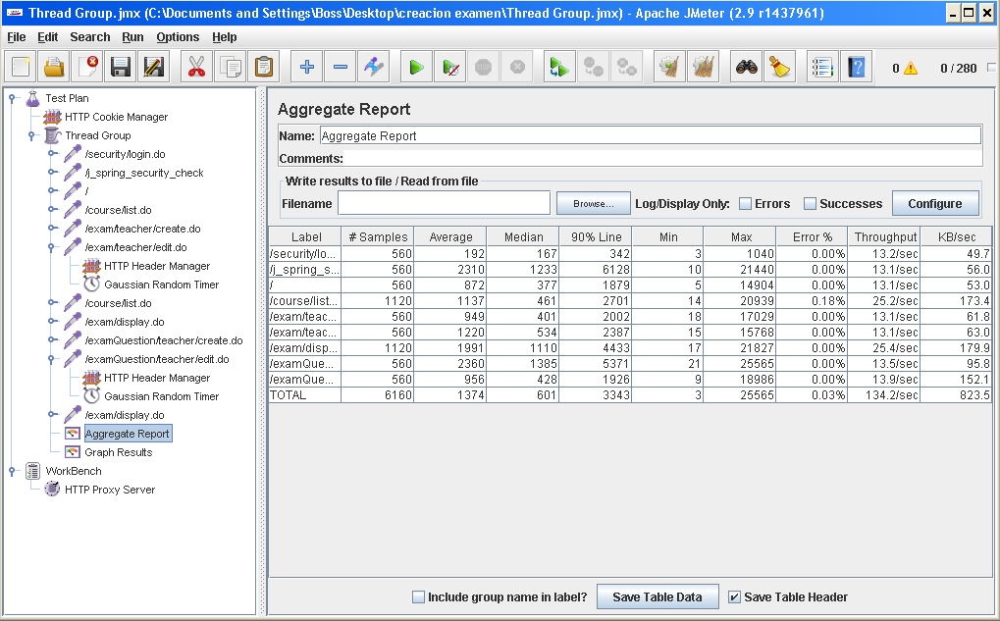 Thread Group.jmx (C:\Documents and Settings\Boss\Desktop\creacion examen\Thread Group.jmx) - Apache JMeter (2.9 r1437961)
File Edit Search Run Options Help
0 0 / 280
Test Plan
HTTP Cookie Manager
Thread Group
/security/login.do
/j_spring_security_check
/
/course/list.do
/exam/teacher/create.do
/exam/teacher/edit.do
HTTP Header Manager
Gaussian Random Timer
/course/list.do
/exam/display.do
/examQuestion/teacher/create.do
/examQuestion/teacher/edit.do
HTTP Header Manager
Gaussian Random Timer
/exam/display.do
Aggregate Report
Graph Results
WorkBench
HTTP Proxy Server
Aggregate Report
Name: Aggregate Report
Comments:
Write results to file / Read from file
Filename Browse... Log/Display Only: Errors Successes Configure
Label # Samples Average Median 90% Line Min Max Error % Throughput KB/sec
/security/lo... 560 192 167 342 3 1040 0.00% 13.2/sec 49.7
/j_spring_s... 560 2310 1233 6128 10 21440 0.00% 13.1/sec 56.0
/ 560 872 377 1879 5 14904 0.00% 13.1/sec 53.0
/course/list... 1120 1137 461 2701 14 20939 0.18% 25.2/sec 173.4
/exam/teac... 560 949 401 2002 18 17029 0.00% 13.1/sec 61.8
/exam/teac... 560 1220 534 2387 15 15768 0.00% 13.1/sec 63.0
/exam/disp... 1120 1991 1110 4433 17 21827 0.00% 25.4/sec 179.9
/examQue... 560 2360 1385 5371 21 25565 0.00% 13.5/sec 95.8
/examQue... 560 956 428 1926 9 18986 0.00% 13.9/sec 152.1
TOTAL 6160 1374 601 3343 3 25565 0.03% 134.2/sec 823.5
Include group name in label? Save Table Data Save Table Header